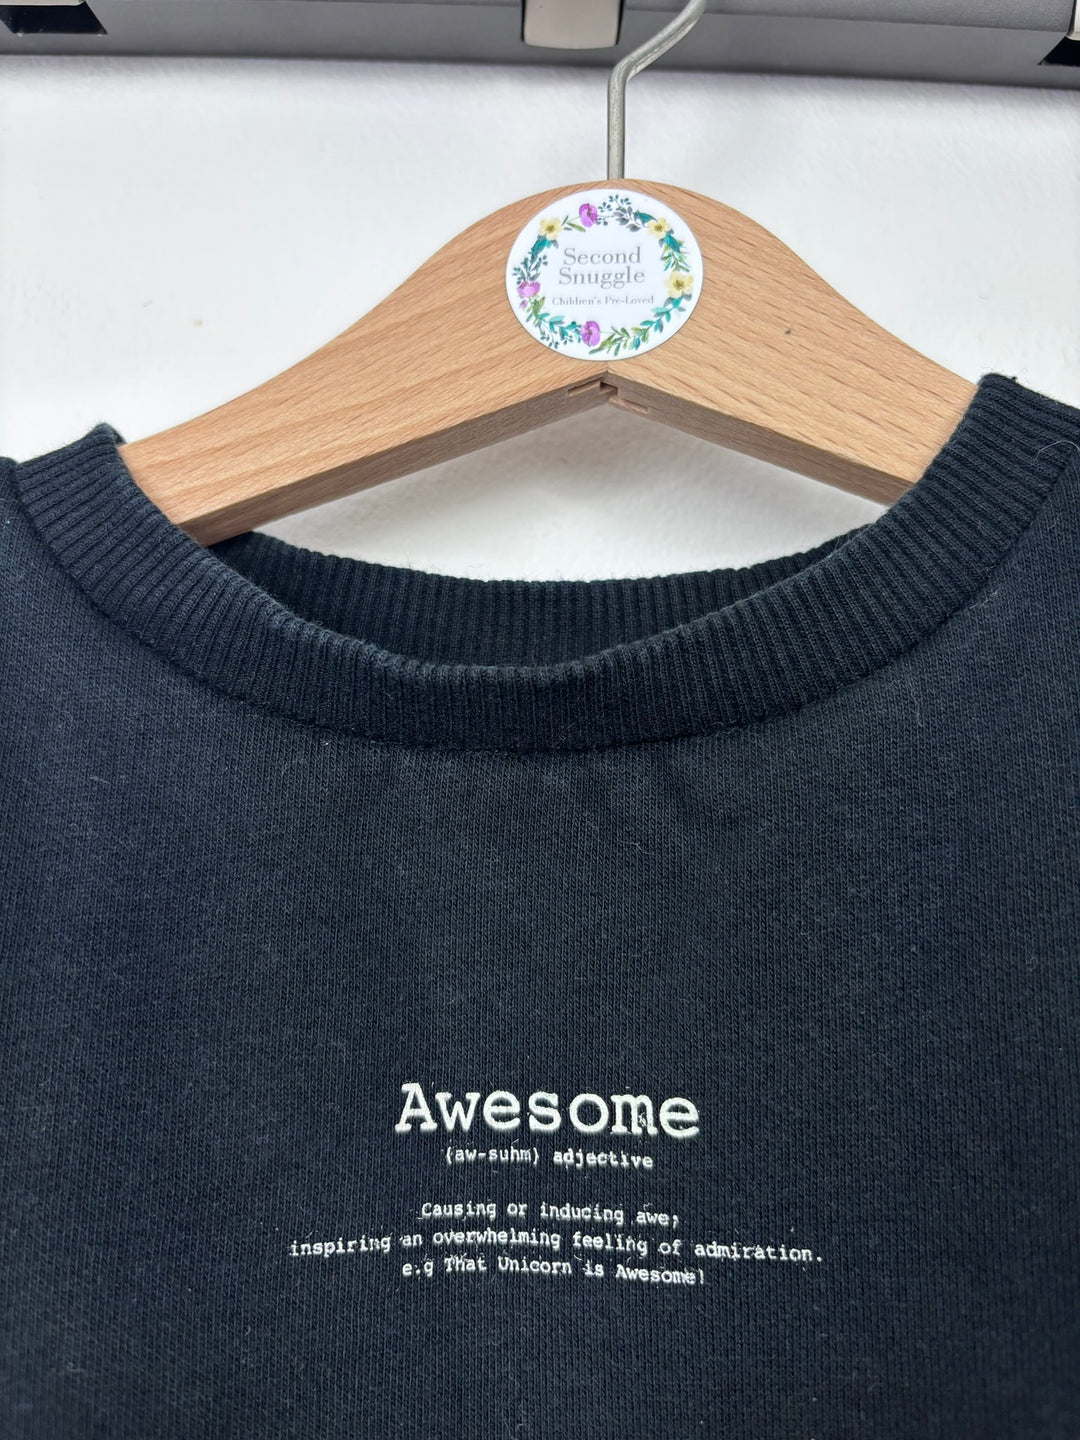 Second
Snuggle
Children's Pre-Loved
Awesome
(aw-suhm) adjective
Causing or inducing awe;
inspiring an overwhelming feeling of admiration.
e.g That Unicorn is Awesome!